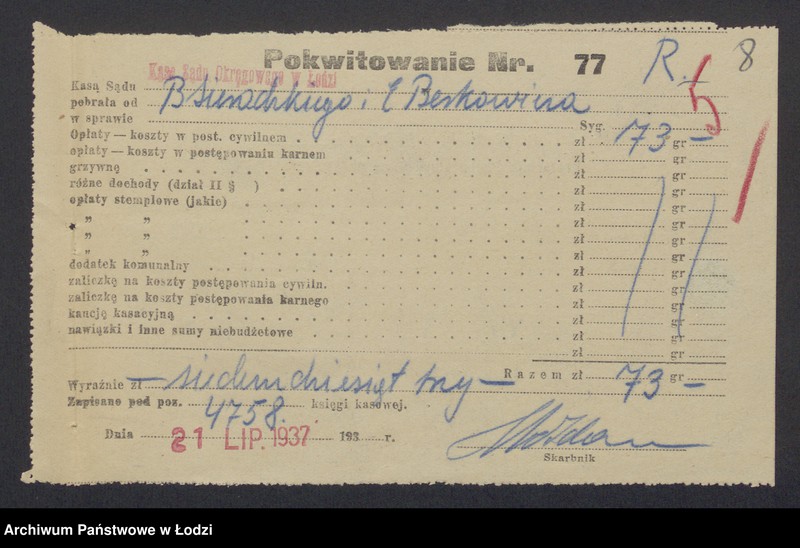 Pokwitowanie Nr. 77 R. 8
Kasa Sądu Okręgowego w Łodzi
Kasa Sądu
pobrała od B. Sieradzkiego i E Berkowicza
w sprawie Syg.
Opłaty — koszty w post. cywilnem zł 73 gr —
opłaty — koszty w postępowaniu karnem zł gr
grzywnę zł gr
różne dochody (dział II § ) zł gr
opłaty stemplowe (jakie) zł gr
„ „ zł gr
„ „ zł gr
„ „ zł gr
dodatek komunalny zł gr
zaliczkę na koszty postępowania cywiln. zł gr
zaliczkę na koszty postępowania karnego zł gr
kaucję kasacyjną zł gr
nawiązki i inne sumy niebudżetowe zł gr
zł gr
Razem zł 73 gr —
Wyraźnie zł — siedemdziesiąt trzy —
Zapisano pod poz. 4758. księgi kasowej.
Dnia 21 LIP. 1937 193 r.
Skarbnik
Archiwum Państwowe w Łodzi